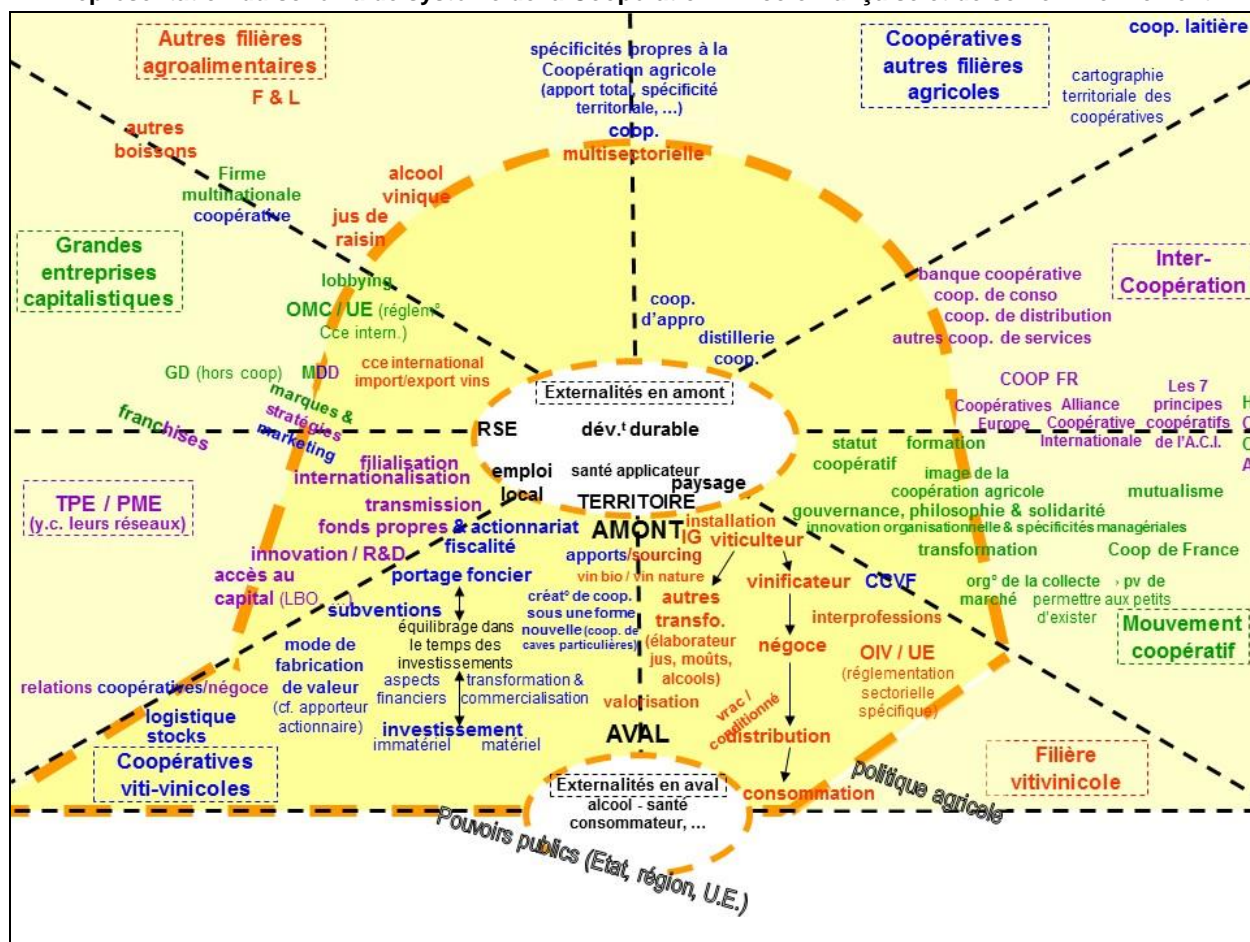 Autres filières
agroalimentaires
F & L
autres
boissons
Firme
multinationale
coopérative
alcool
vinique
jus de
raisin
spécificités propres à la
Coopération agricole
(apport total, spécificité
territoriale, …)
coop.
multisectorielle
Coopératives
autres filières
agricoles
coop. laitière
cartographie
territoriale des
coopératives
Grandes
entreprises
capitalistiques
lobbying
OMC / UE (réglem°
Cce intern.)
GD (hors coop) MDD
cce international
import/export vins
marques &
stratégies
marketing
franchises
coop.
d'appro
distillerie
coop.
banque coopérative
coop. de conso
coop. de distribution
autres coop. de services
Inter-
Coopération
COOP FR
Coopératives
Europe
Alliance
Coopérative
Internationale
Les 7
principes
coopératifs
de l'A.C.I.
Externalités en amont
RSE
dév.t durable
emploi
local
santé applicateur
paysage
TERRITOIRE
TPE / PME
(y.c. leurs réseaux)
filialisation
internationalisation
transmission
fonds propres & actionnariat
fiscalité
innovation / R&D
accès au
capital (LBO, …)
portage foncier
subventions
équilibrage dans
le temps des
investissements
aspects
financiers
transformation &
commercialisation
investissement
immatériel matériel
mode de
fabrication
de valeur
(cf. apporteur
actionnaire)
relations coopératives/négoce
logistique
stocks
Coopératives
viti-vinicoles
AMONT
apports/sourcing
vin bio / vin nature
créat° de coop.
sous une forme
nouvelle (coop. de
caves particulières)
installation
IG viticulteur
autres
transfo.
(élaborateur
jus, moûts,
alcools)
valorisation
vinificateur
négoce
vrac /
conditionné
distribution
consommation
AVAL
CCVF
interprofessions
OIV / UE
(réglementation
sectorielle
spécifique)
statut
coopératif
formation
image de la
coopération agricole
mutualisme
gouvernance, philosophie & solidarité
innovation organisationnelle & spécificités managériales
transformation
Coop de France
org° de la collecte
marché
pv de
permettre aux petits
d'exister
Mouvement
coopératif
Filière
vitivinicole
politique agricole
Externalités en aval
alcool - santé
consommateur, …
Pouvoirs publics (Etat, région, U.E.)